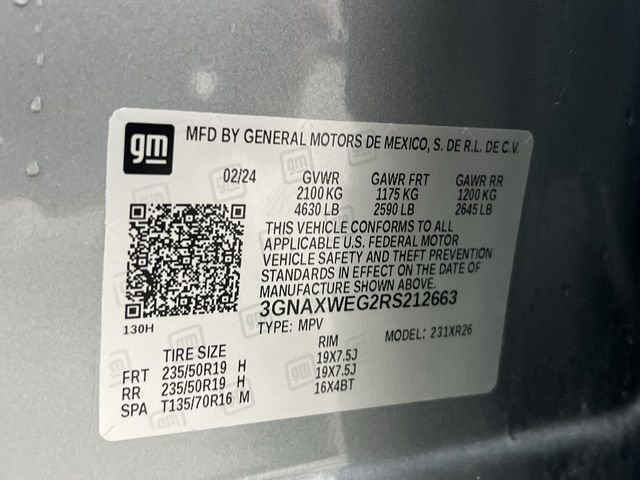 gm MFD BY GENERAL MOTORS DE MEXICO, S. DE R.L. DE C.V.
02/24 GVWR GAWR FRT GAWR RR
2100 KG 1175 KG 1200 KG
4630 LB 2590 LB 2645 LB
THIS VEHICLE CONFORMS TO ALL
APPLICABLE U.S. FEDERAL MOTOR
VEHICLE SAFETY AND THEFT PREVENTION
STANDARDS IN EFFECT ON THE DATE OF
MANUFACTURE SHOWN ABOVE.
3GNAXWEG2RS212663
130H
TYPE: MPV MODEL: 231XR26
TIRE SIZE RIM
FRT 235/50R19 H 19X7.5J
RR 235/50R19 H 19X7.5J
SPA T135/70R16 M 16X4BT